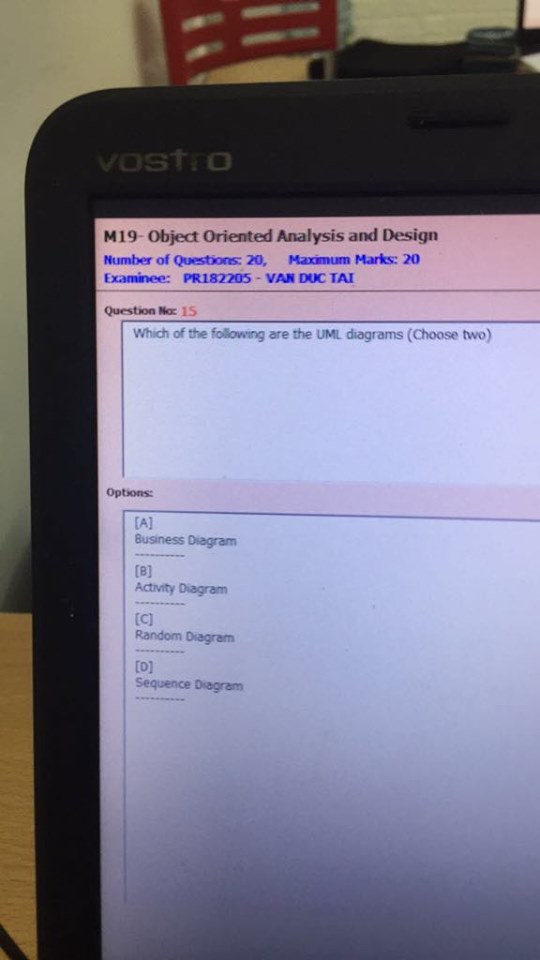 vostro
M19- Object Oriented Analysis and Design
Number of Questions: 20, Maximum Marks: 20
Examinee: PR182205 - VAN DUC TAI
Question No: 15
Which of the following are the UML diagrams (Choose two)
Options:
[A]
Business Diagram
----------
[B]
Activity Diagram
----------
[C]
Random Diagram
----------
[D]
Sequence Diagram
----------